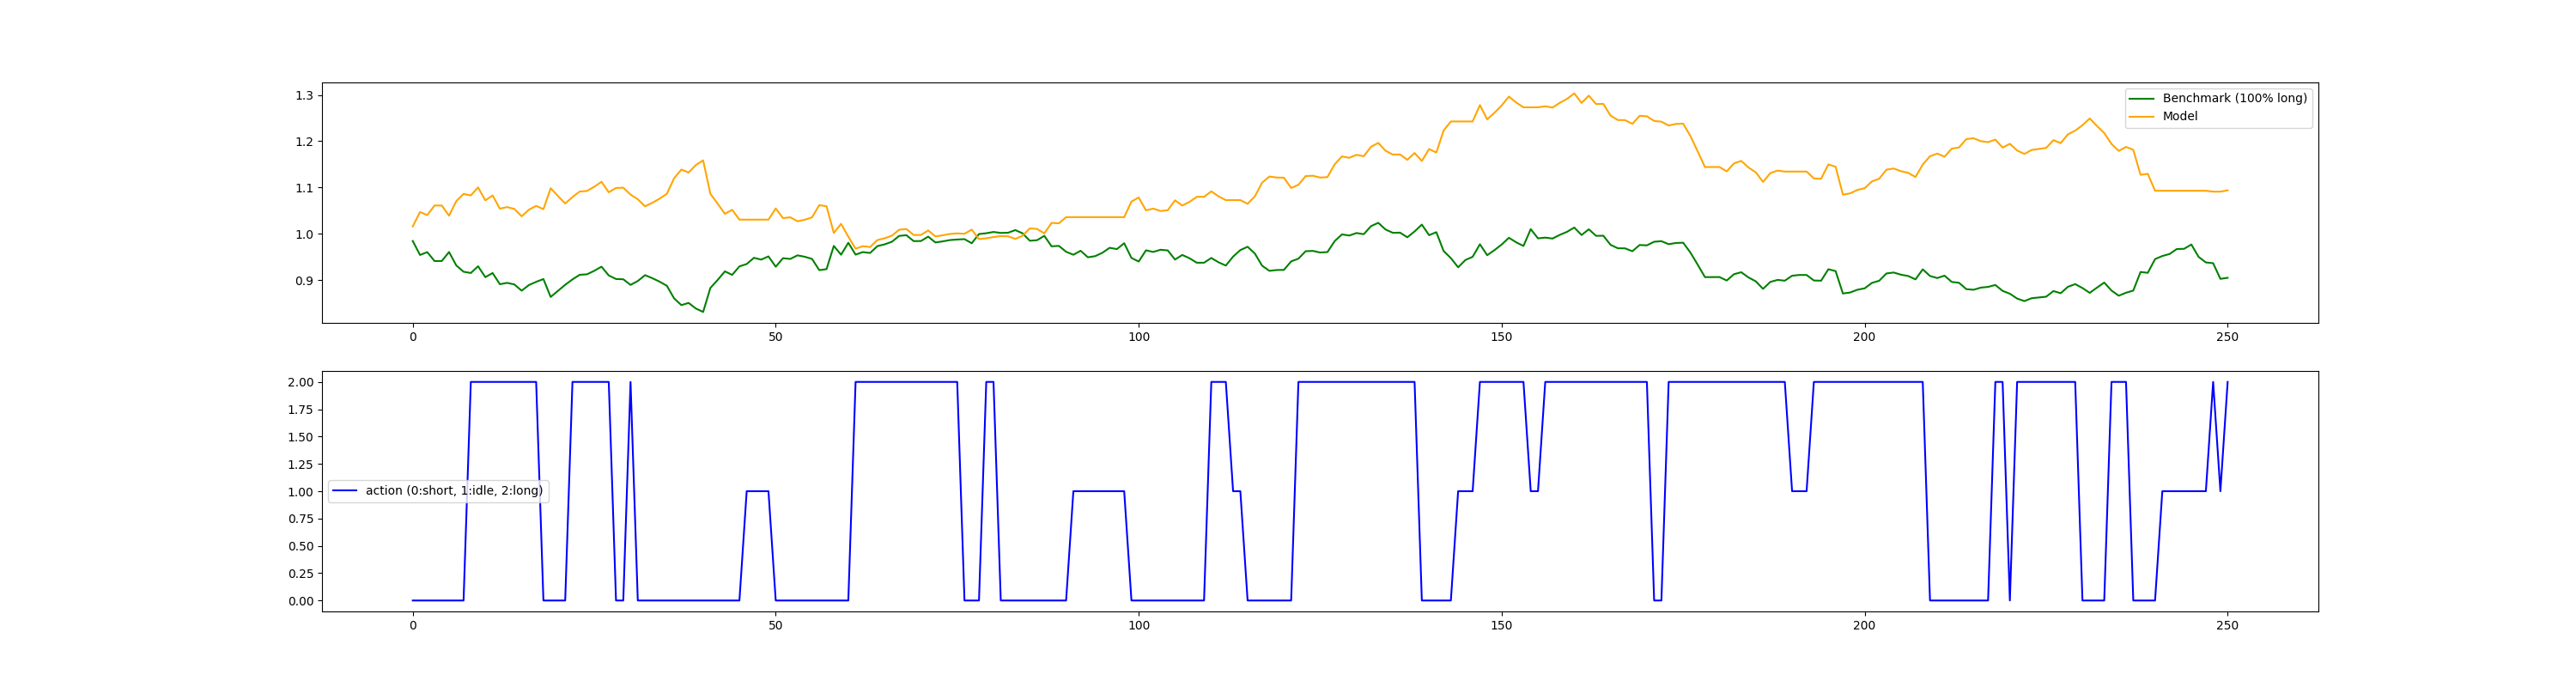 1.3
1.2
1.1
1.0
0.9
Benchmark (100% long)
Model
0 50 100 150 200 250
2.00
1.75
1.50
1.25
1.00
0.75
0.50
0.25
0.00
action (0:short, 1:idle, 2:long)
0 50 100 150 200 250